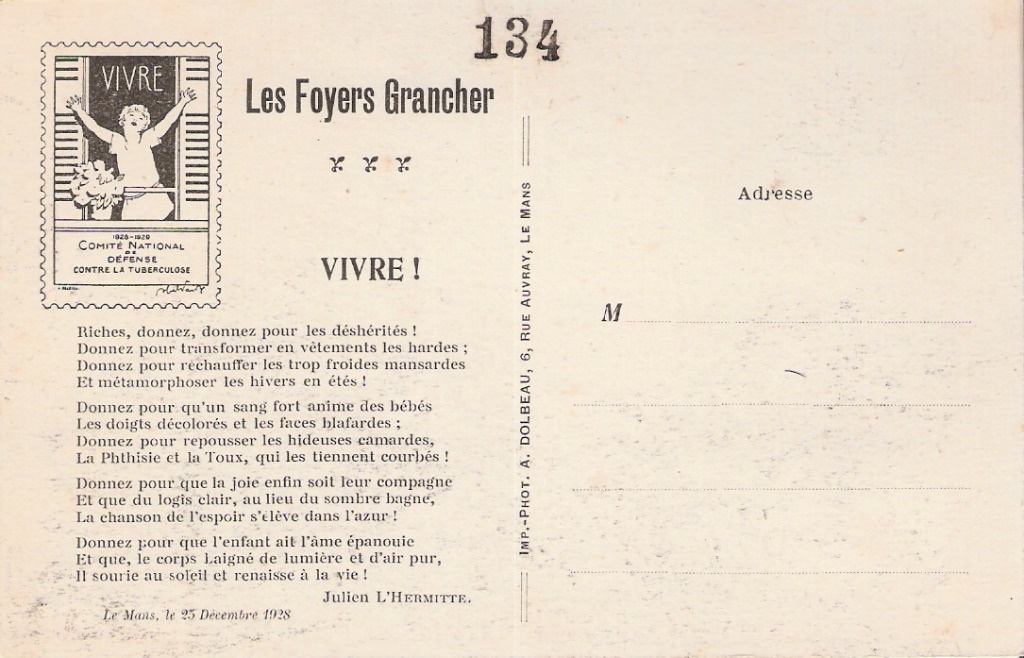 134
VIVRE
1928-1929
COMITÉ NATIONAL
DE
DÉFENSE
CONTRE LA TUBERCULOSE
Les Foyers Grancher
VIVRE !
Riches, donnez, donnez pour les déshérités !
Donnez pour transformer en vêtements les hardes ;
Donnez pour réchauffer les trop froides mansardes
Et métamorphoser les hivers en étés !
Donnez pour qu'un sang fort anime des bébés
Les doigts décolorés et les faces blafardes ;
Donnez pour repousser les hideuses camardes,
La Phthisie et la Toux, qui les tiennent courbés !
Donnez pour que la joie enfin soit leur compagne
Et que du logis clair, au lieu du sombre bagne,
La chanson de l'espoir s'élève dans l'azur !
Donnez pour que l'enfant ait l'âme épanouie
Et que, le corps baigné de lumière et d'air pur,
Il sourie au soleil et renaisse à la vie !
Julien L'HERMITTE.
Le Mans, le 25 Décembre 1928
IMP.-PHOT. A. DOLBEAU, 6, RUE AUVRAY, LE MANS
Adresse
M